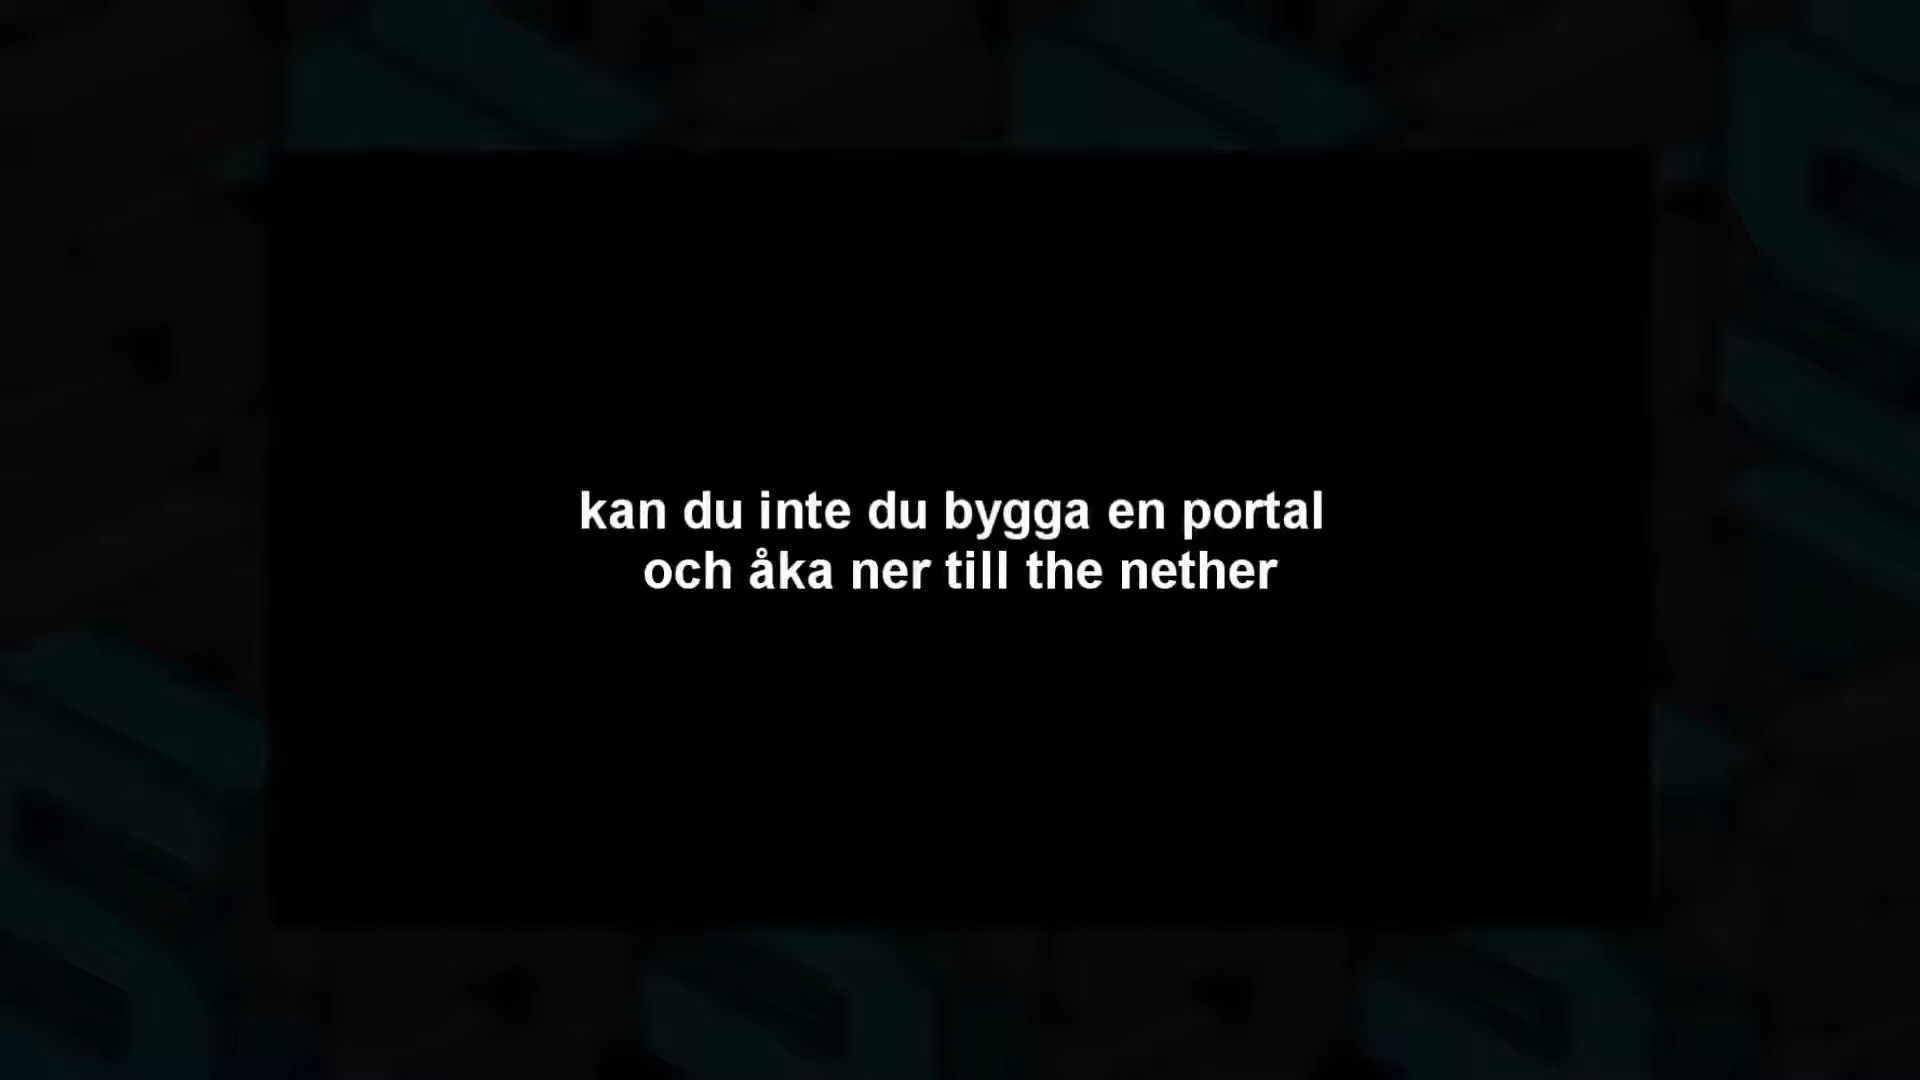 kan du inte du bygga en portal
och åka ner till the nether